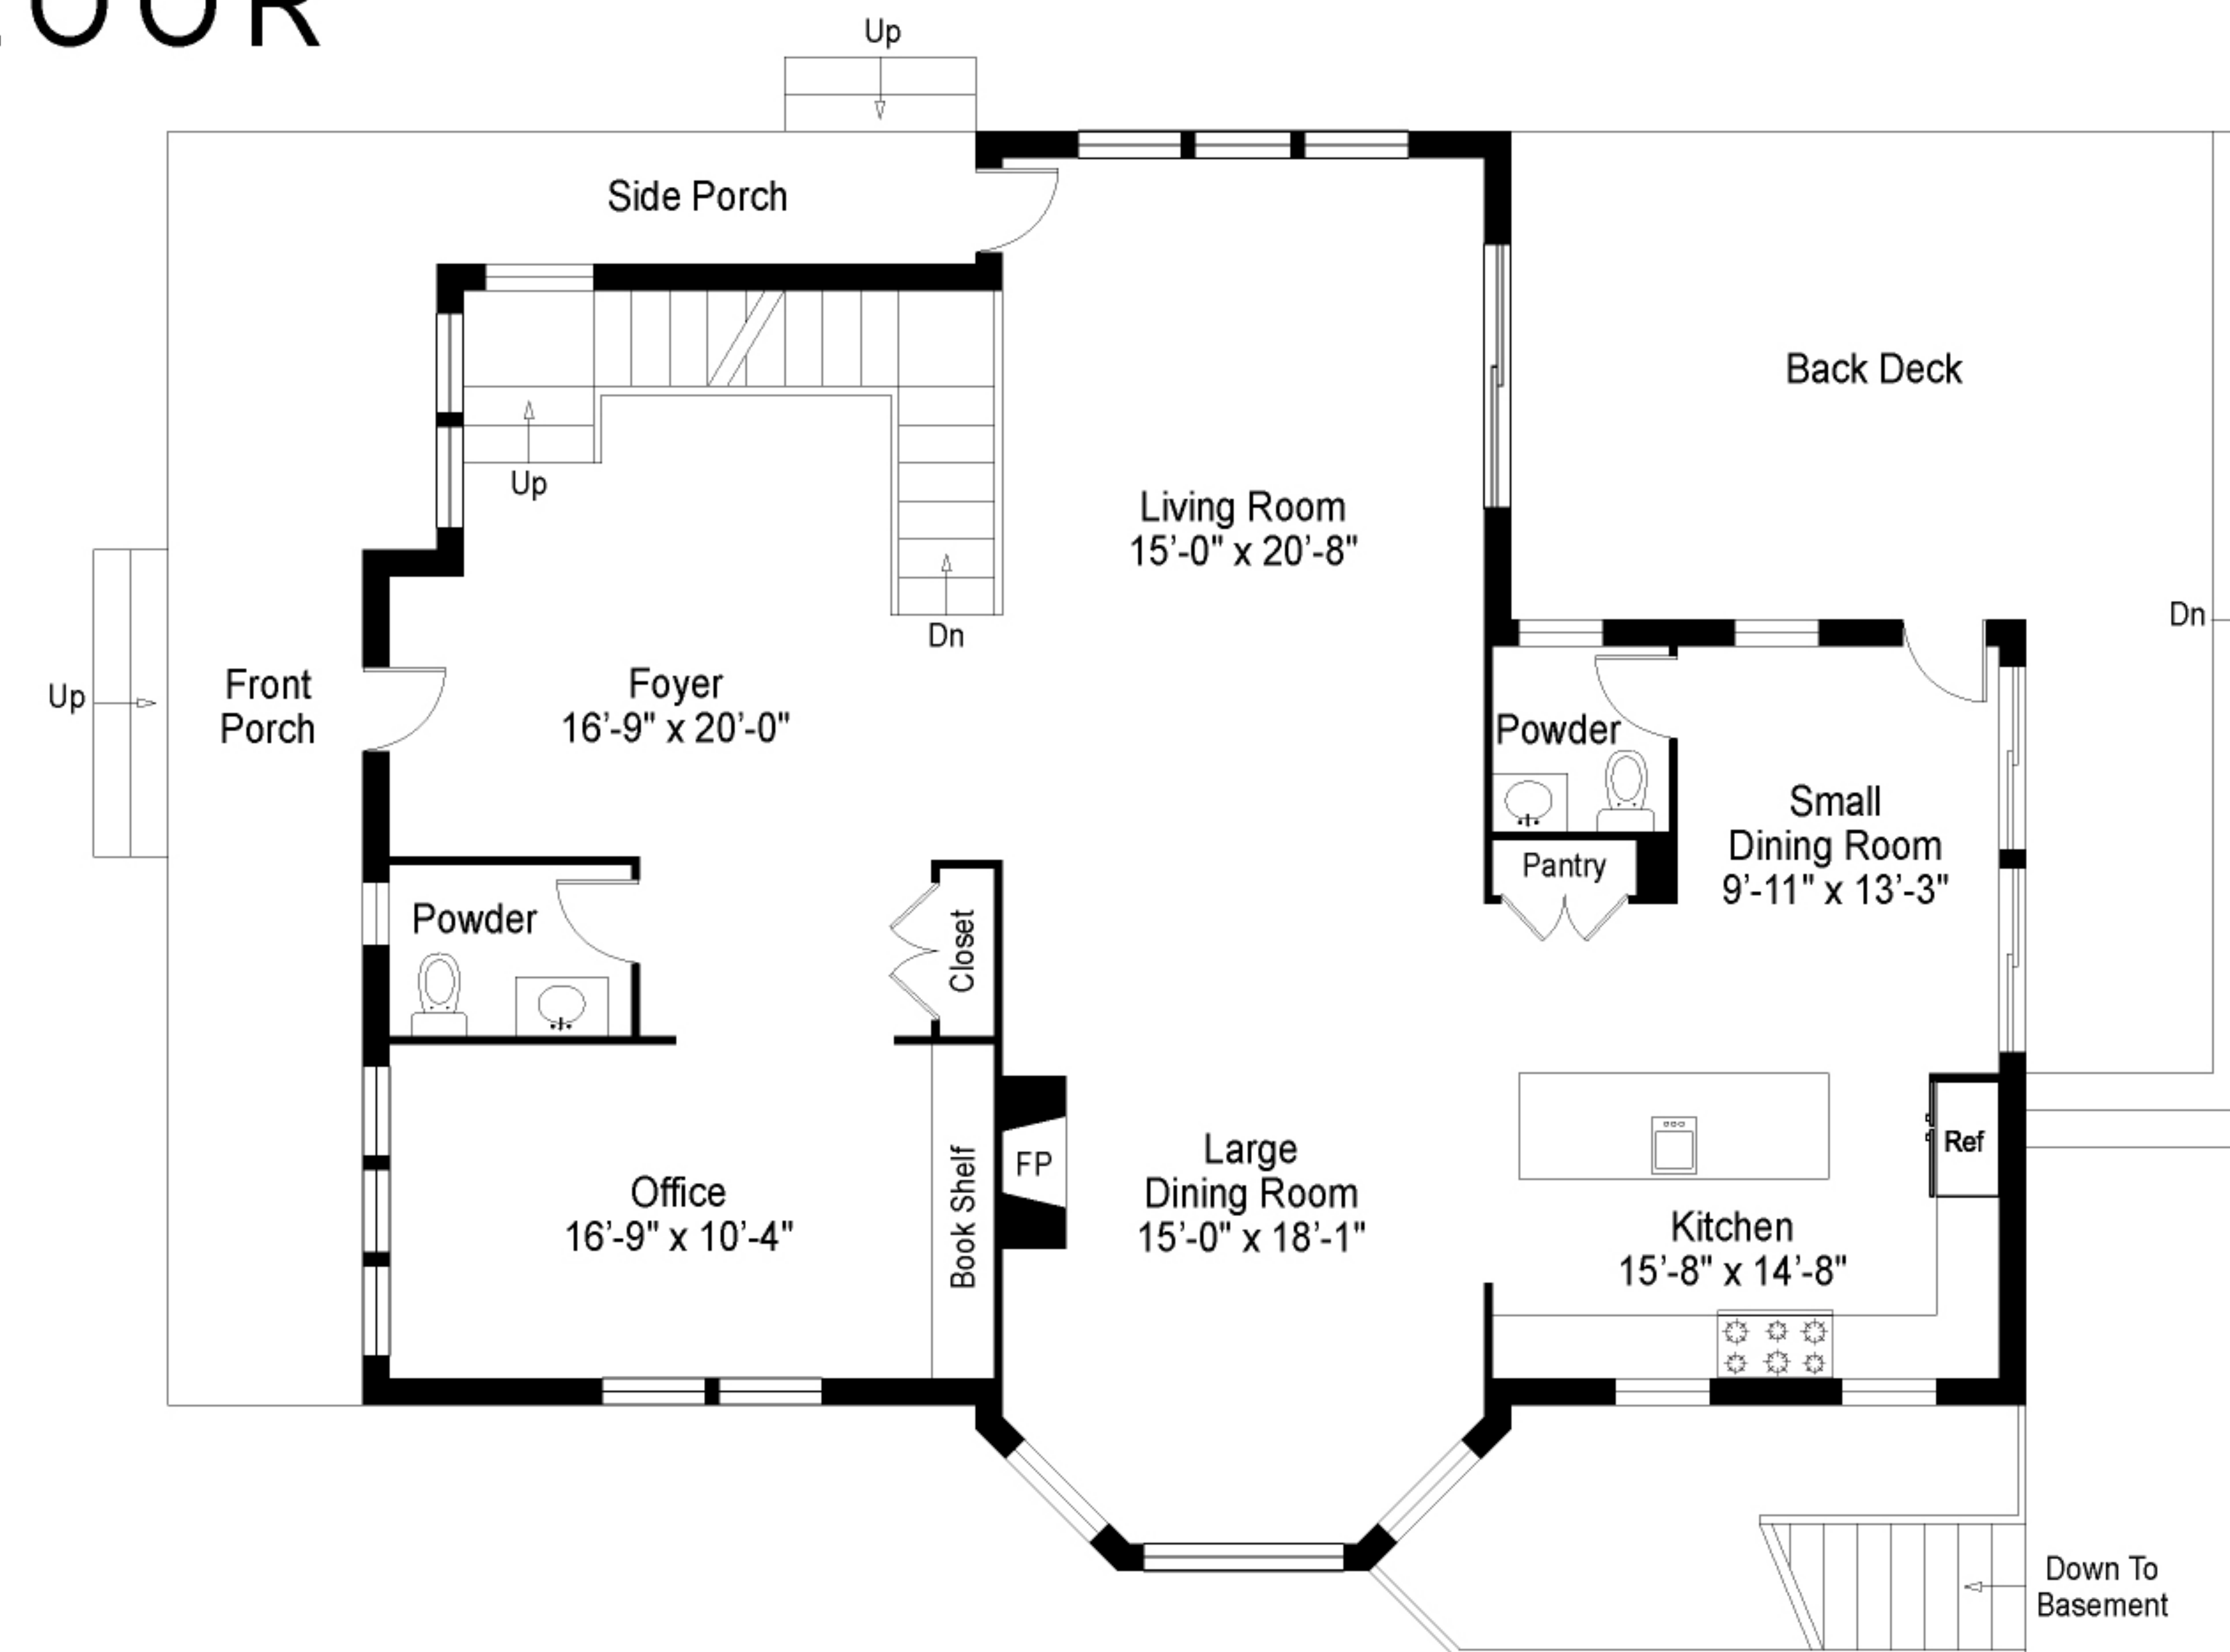 OOR
Up
Side Porch
Back Deck
Up
Living Room
15'-0" x 20'-8"
Dn
Dn
Up
Front
Porch
Foyer
16'-9" x 20'-0"
Powder
Small
Dining Room
9'-11" x 13'-3"
Pantry
Powder
Closet
Large
Dining Room
15'-0" x 18'-1"
FP
Ref
Office
16'-9" x 10'-4"
Book Shelf
Kitchen
15'-8" x 14'-8"
Down To
Basement